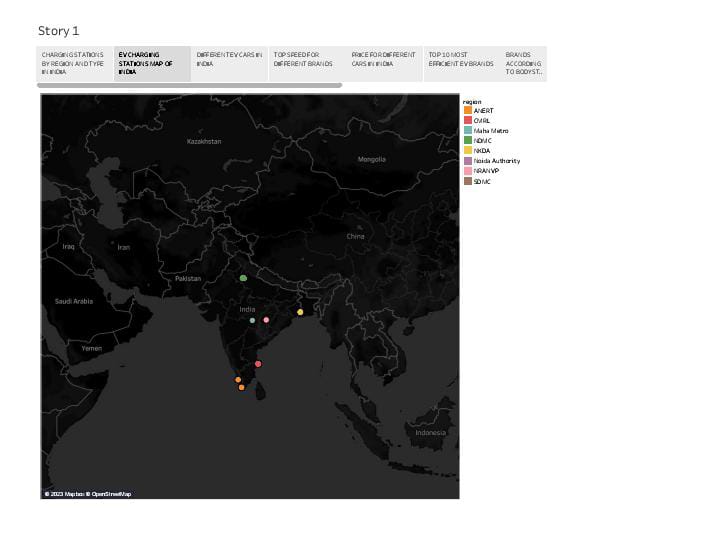 Story 1
CHARGING STATIONS
BY REGION AND TYPE
IN INDIA
EV CHARGING
STATIONS MAP OF
INDIA
DIFFERENT EV CARS IN
INDIA
TOP SPEED FOR
DIFFERENT BRANDS
PRICE FOR DIFFERENT
CARS IN INDIA
TOP 10 MOST
EFFICIENT EV BRANDS
BRANDS
ACCORDING
TO BODYST..
region
ANERT
CMRL
Maha Metro
NDMC
NKDA
Noida Authority
NRANVP
SDMC
Kazakhstan
Mongolia
China
Iraq
Iran
Pakistan
Saudi Arabia
India
Yemen
Indonesia
© 2023 Mapbox © OpenStreetMap